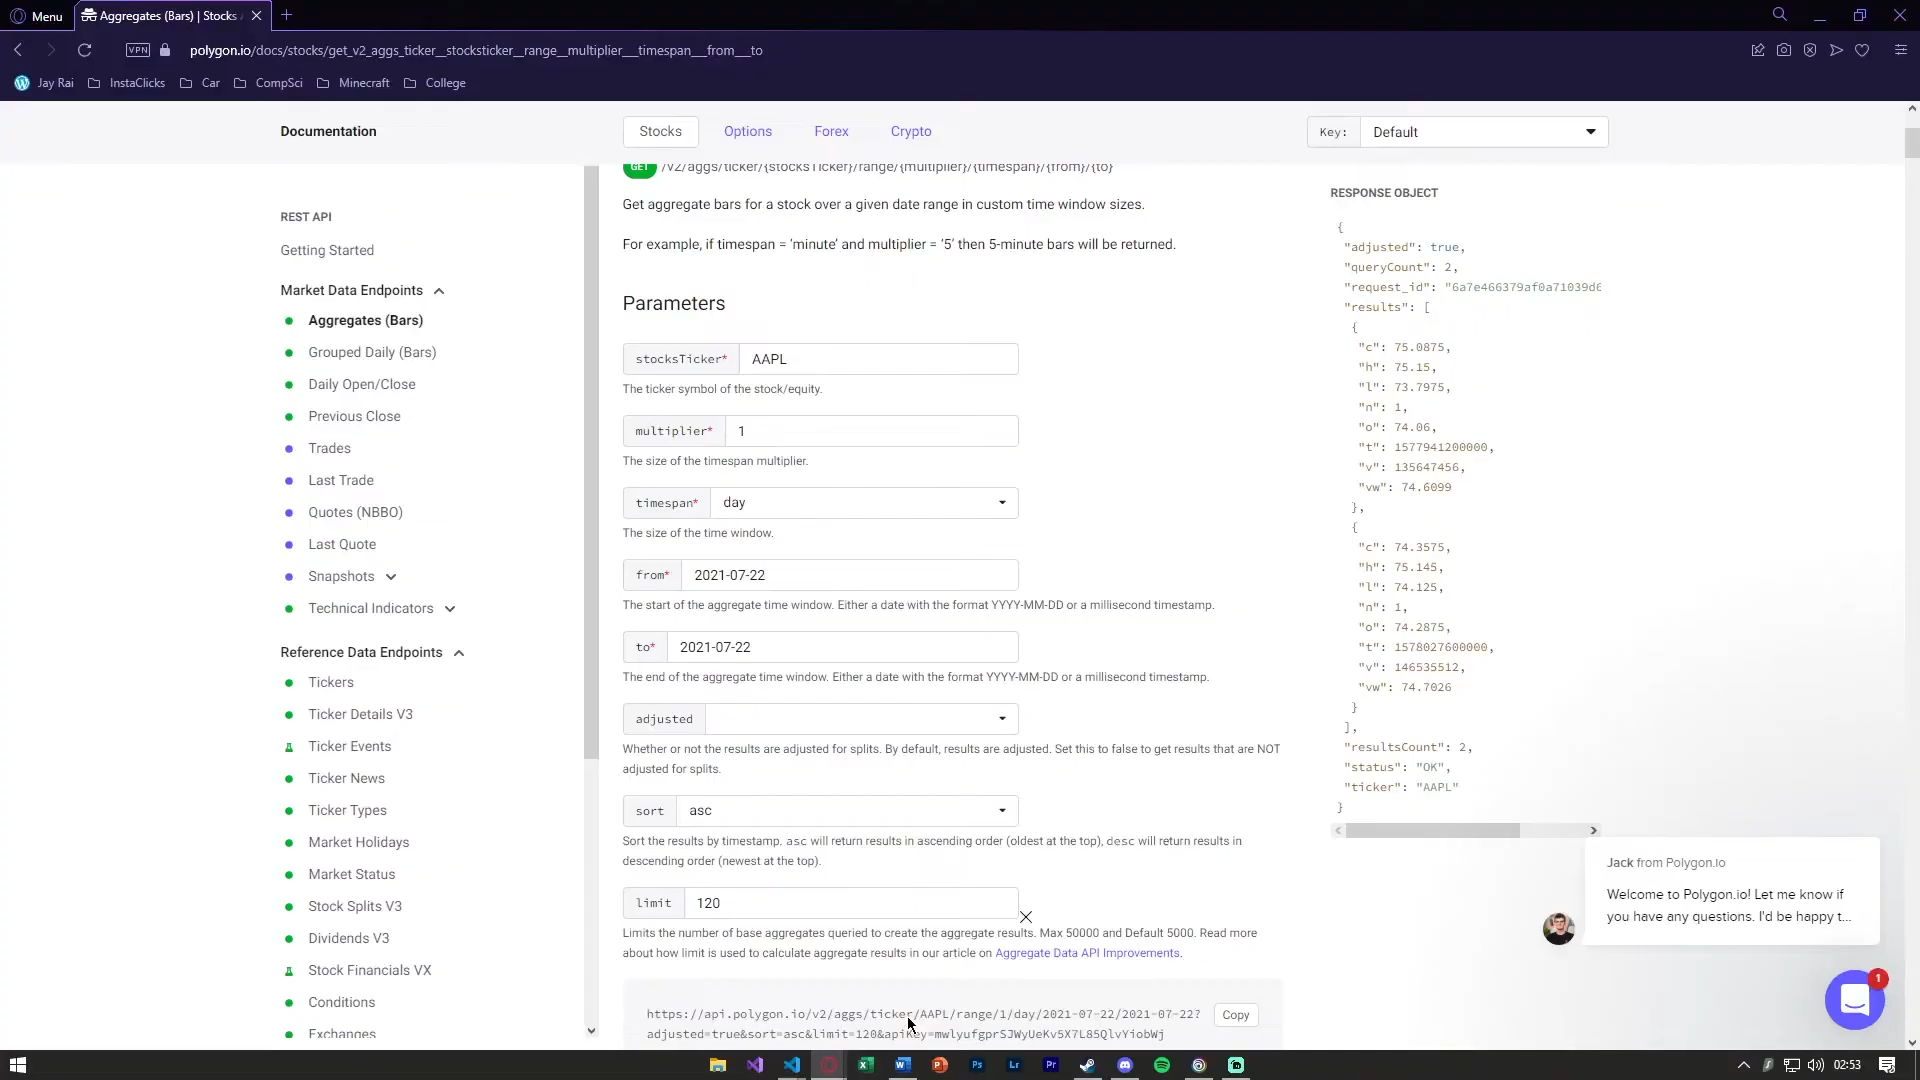 Menu
Aggregates (Bars) | Stocks
VPN
polygon.io/docs/stocks/get_v2_aggs_ticker__stocksticker__range__multiplier___timespan___from___to
Jay Rai
InstaClicks
Car
CompSci
Minecraft
College
Documentation
Stocks
Options
Forex
Crypto
Key:
Default
REST API
Getting Started
Market Data Endpoints
Aggregates (Bars)
Grouped Daily (Bars)
Daily Open/Close
Previous Close
Trades
Last Trade
Quotes (NBBO)
Last Quote
Snapshots
Technical Indicators
Reference Data Endpoints
Tickers
Ticker Details V3
Ticker Events
Ticker News
Ticker Types
Market Holidays
Market Status
Stock Splits V3
Dividends V3
Stock Financials VX
Conditions
Exchanges
GET /v2/aggs/ticker/{stocksTicker}/range/{multiplier}/{timespan}/{from}/{to}
Get aggregate bars for a stock over a given date range in custom time window sizes.
For example, if timespan = ‘minute’ and multiplier = ‘5’ then 5-minute bars will be returned.
Parameters
stocksTicker* AAPL
The ticker symbol of the stock/equity.
multiplier* 1
The size of the timespan multiplier.
timespan* day
The size of the time window.
from* 2021-07-22
The start of the aggregate time window. Either a date with the format YYYY-MM-DD or a millisecond timestamp.
to* 2021-07-22
The end of the aggregate time window. Either a date with the format YYYY-MM-DD or a millisecond timestamp.
adjusted
Whether or not the results are adjusted for splits. By default, results are adjusted. Set this to false to get results that are NOT
adjusted for splits.
sort asc
Sort the results by timestamp. asc will return results in ascending order (oldest at the top), desc will return results in
descending order (newest at the top).
limit 120
Limits the number of base aggregates queried to create the aggregate results. Max 50000 and Default 5000. Read more
about how limit is used to calculate aggregate results in our article on Aggregate Data API Improvements.
https://api.polygon.io/v2/aggs/ticker/AAPL/range/1/day/2021-07-22/2021-07-22?
adjusted=true&sort=asc&limit=120&apiKey=mwlyufgprSJWyUeKv5X7L85QlvYiobWj
Copy
RESPONSE OBJECT
{
"adjusted": true,
"queryCount": 2,
"request_id": "6a7e466379af0a71039d6
"results": [
{
"c": 75.0875,
"h": 75.15,
"l": 73.7975,
"n": 1,
"o": 74.06,
"t": 1577941200000,
"v": 135647456,
"vw": 74.6099
},
{
"c": 74.3575,
"h": 75.145,
"l": 74.125,
"n": 1,
"o": 74.2875,
"t": 1578027600000,
"v": 146535512,
"vw": 74.7026
}
],
"resultsCount": 2,
"status": "OK",
"ticker": "AAPL"
}
Jack from Polygon.io
Welcome to Polygon.io! Let me know if
you have any questions. I'd be happy t...
1
Ps
Lr
Pr
02:53